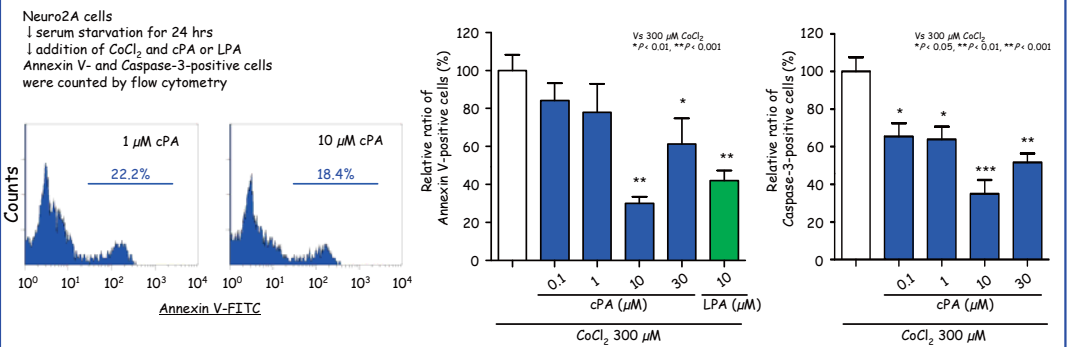 Neuro2A cells
↓ serum starvation for 24 hrs
↓ addition of CoCl₂ and cPA or LPA
Annexin V- and Caspase-3-positive cells
were counted by flow cytometry
Counts
1 µM cPA
22.2%
10⁰ 10¹ 10² 10³ 10⁴
10 µM cPA
18.4%
10⁰ 10¹ 10² 10³ 10⁴
Annexin V-FITC
Relative ratio of
Annexin V-positive cells (%)
Vs 300 µM CoCl₂
*P< 0.01, **P< 0.001
120
100
80
60
40
20
0
**
*
**
0.1 1 10 30 10
cPA (µM) LPA (µM)
CoCl₂ 300 µM
Relative ratio of
Caspase-3-positive cells (%)
Vs 300 µM CoCl₂
*P< 0.05, **P< 0.01, **P< 0.001
120
100
80
60
40
20
0
*
*
***
**
0.1 1 10 30
cPA (µM)
CoCl₂ 300 µM